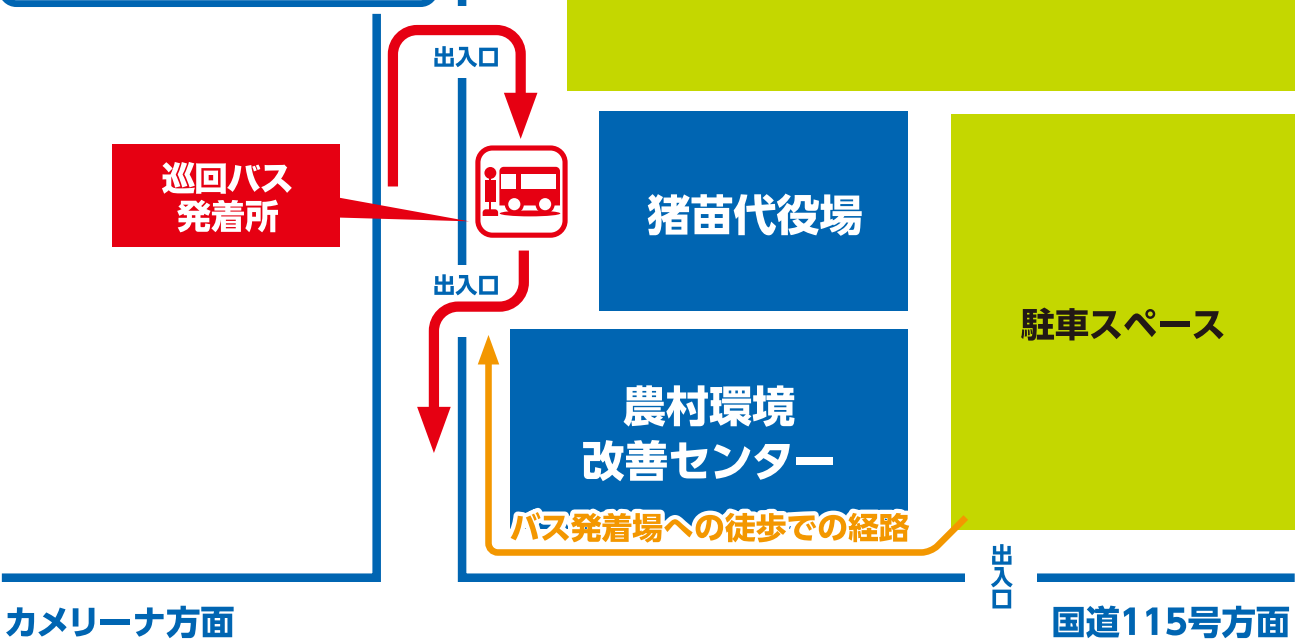 出入口
巡回バス
発着所
猪苗代役場
出入口
駐車スペース
農村環境
改善センター
バス発着場への徒歩での経路
出入口
カメリーナ方面
国道115号方面